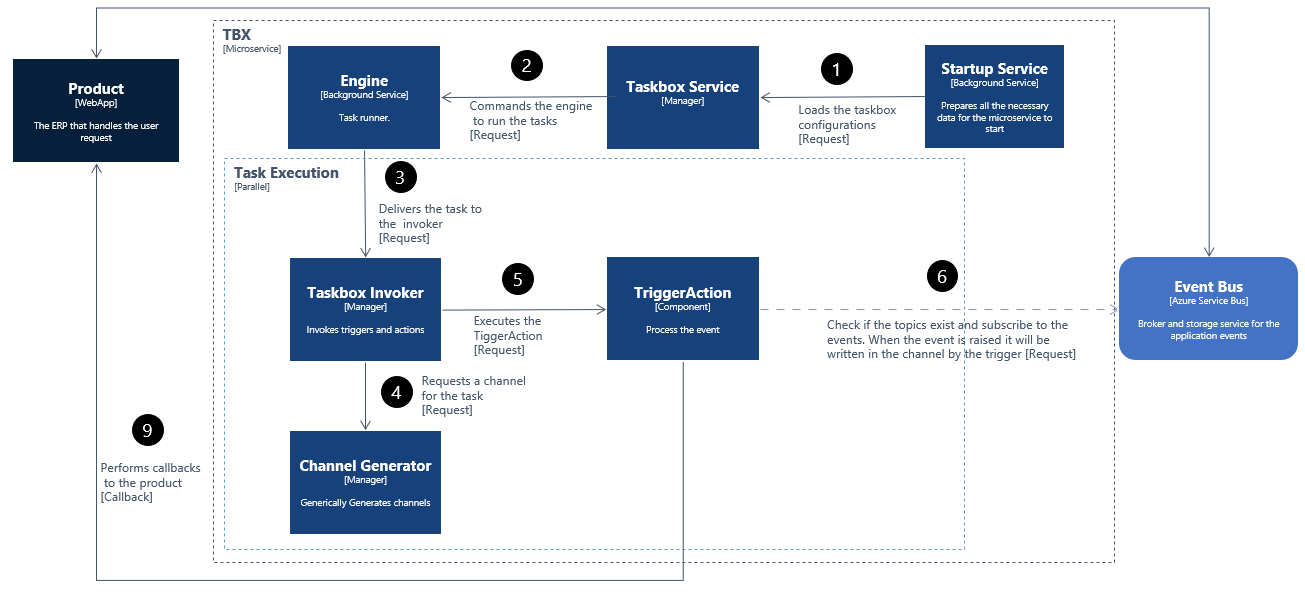 TBX
[Microservice]
Product
[WebApp]
The ERP that handles the user
request
Engine
[Background Service]
Task runner.
2
Commands the engine
to run the tasks
[Request]
Taskbox Service
[Manager]
1
Loads the taskbox
configurations
[Request]
Startup Service
[Background Service]
Prepares all the necessary
data for the microservice to
start
Task Execution
[Parallel]
3
Delivers the task to
the invoker
[Request]
Taskbox Invoker
[Manager]
Invokes triggers and actions
5
Executes the
TiggerAction
[Request]
TriggerAction
[Component]
Process the event
6
Check if the topics exist and subscribe to the
events. When the event is raised it will be
written in the channel by the trigger [Request]
Event Bus
[Azure Service Bus]
Broker and storage service for the
application events
4
Requests a channel
for the task
[Request]
Channel Generator
[Manager]
Generically Generates channels
9
Performs callbacks
to the product
[Callback]